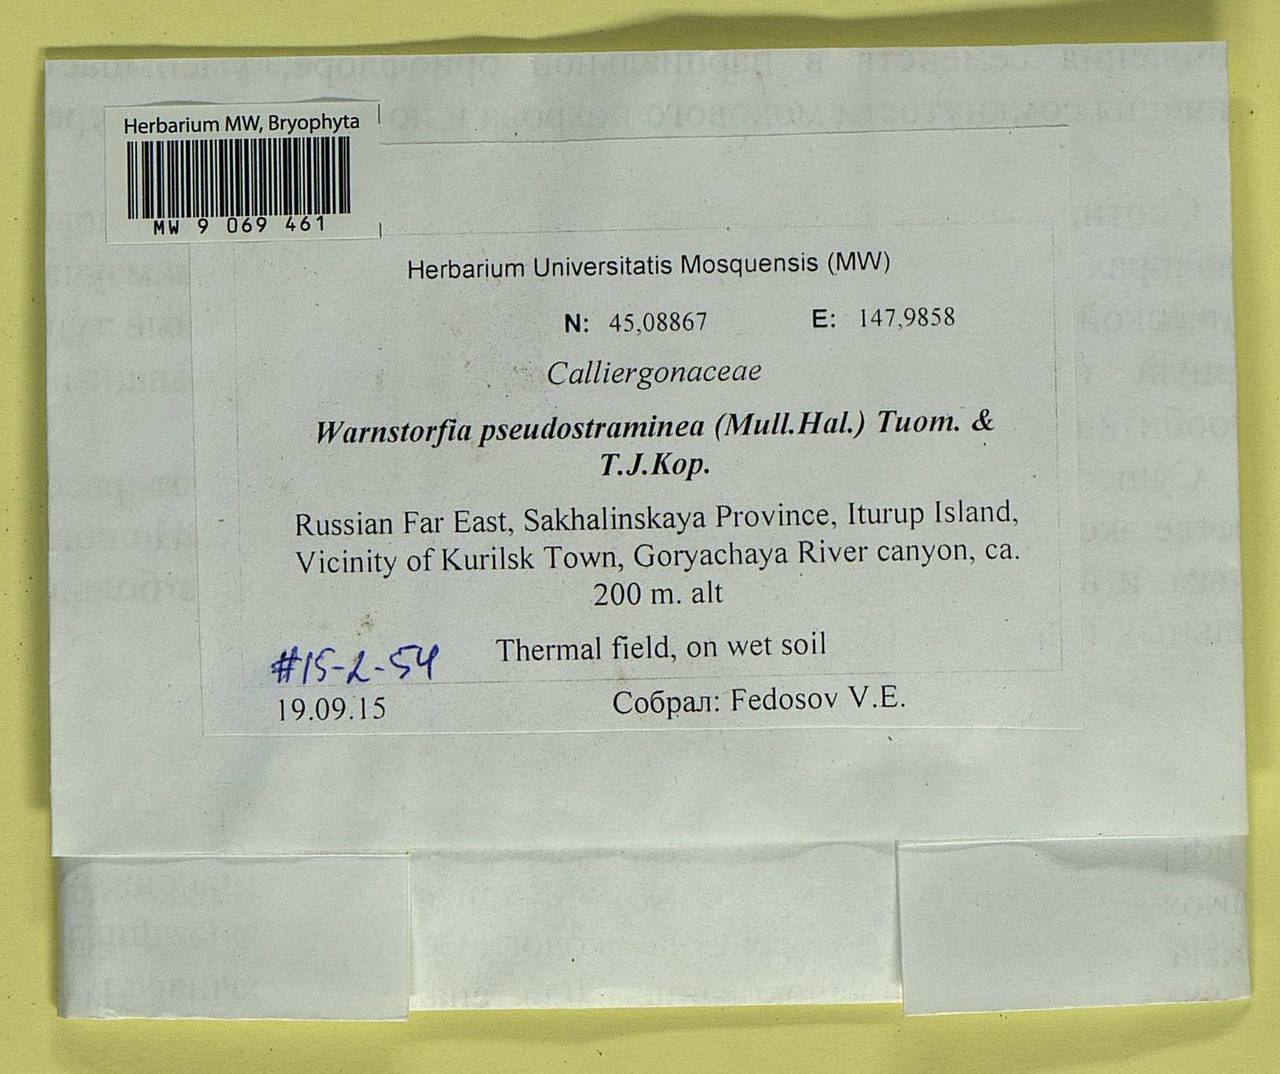 Herbarium MW, Bryophyta
MW 9 069 461
Herbarium Universitatis Mosquensis (MW)
N: 45,08867 E: 147,9858
Calliergonaceae
Warnstorfia pseudostraminea (Mull.Hal.) Tuom. &
T.J.Kop.
Russian Far East, Sakhalinskaya Province, Iturup Island,
Vicinity of Kurilsk Town, Goryachaya River canyon, ca.
200 m. alt
#15-2-54 Thermal field, on wet soil
19.09.15 Собрал: Fedosov V.E.